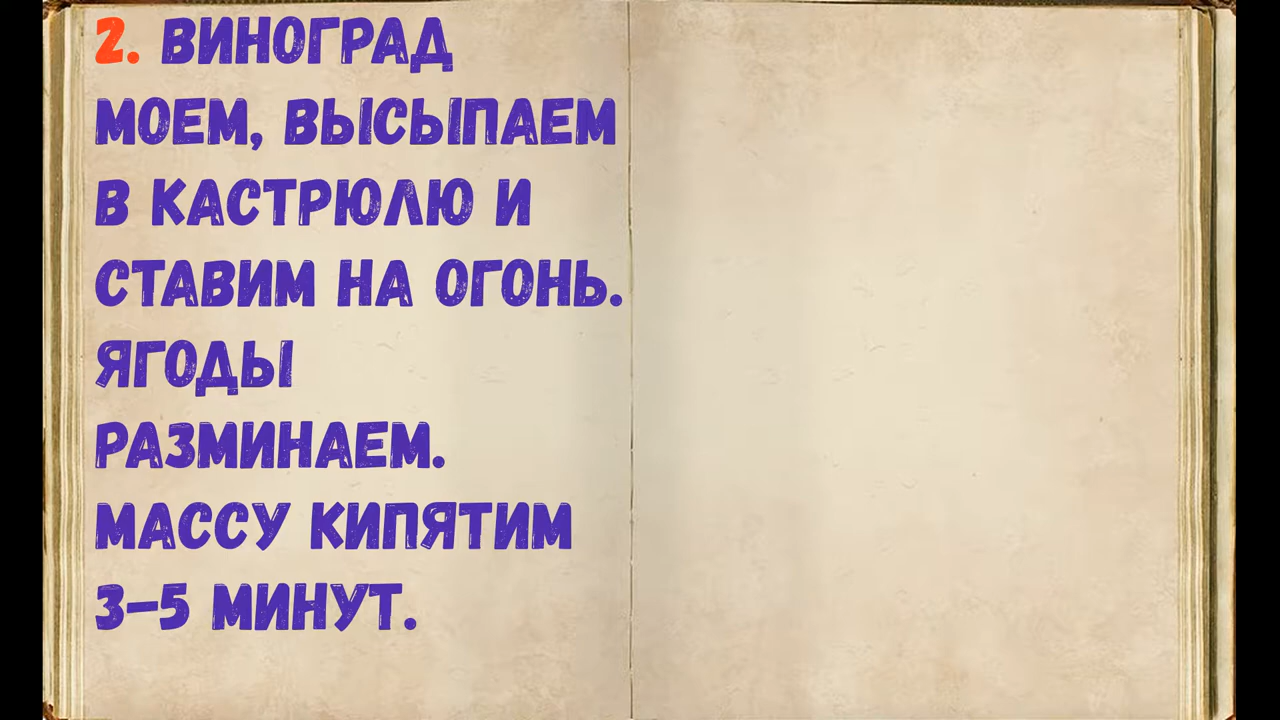 2. ВИНОГРАД
МОЕМ, ВЫСЫПАЕМ
В КАСТРЮЛЮ И
СТАВИМ НА ОГОНЬ.
ЯГОДЫ
РАЗМИНАЕМ.
МАССУ КИПЯТИМ
3-5 МИНУТ.